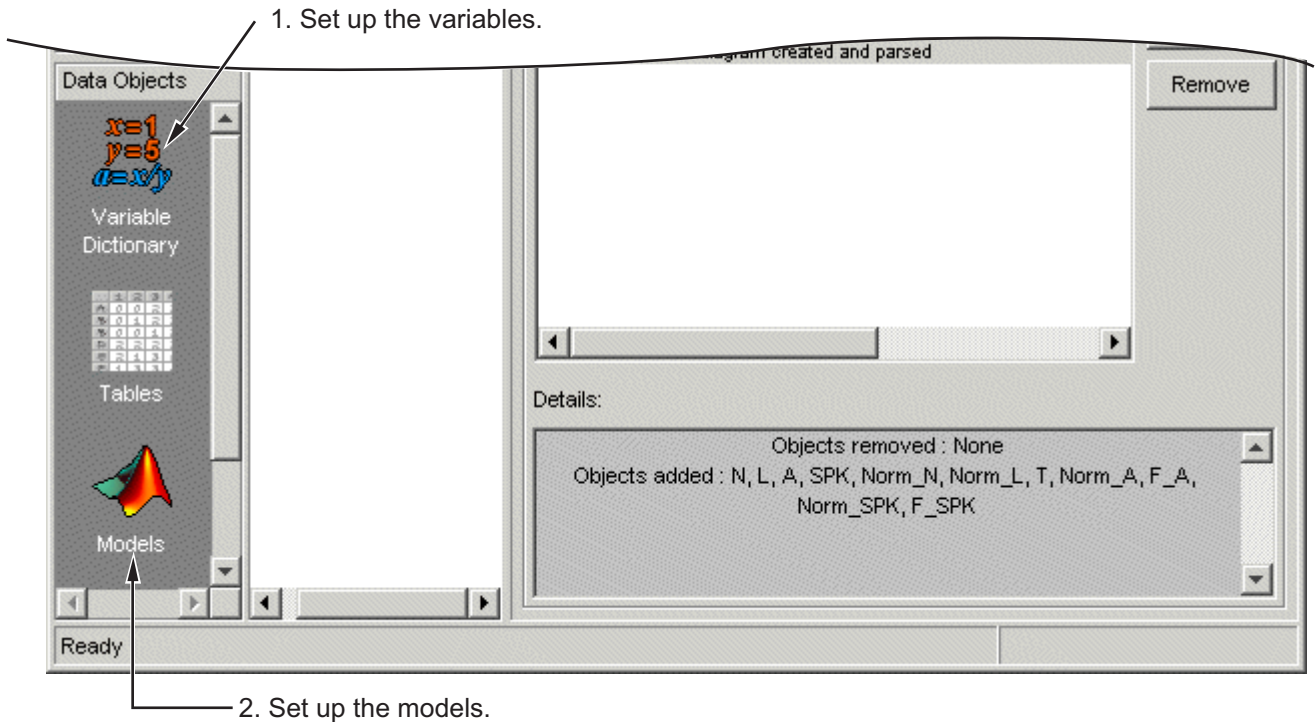 1. Set up the variables.
created and parsed
Data Objects
Remove
x=1
y=5
a=x/y
Variable
Dictionary
Tables
Details:
Objects removed : None
Objects added : N, L, A, SPK, Norm_N, Norm_L, T, Norm_A, F_A,
Norm_SPK, F_SPK
Models
Ready
2. Set up the models.